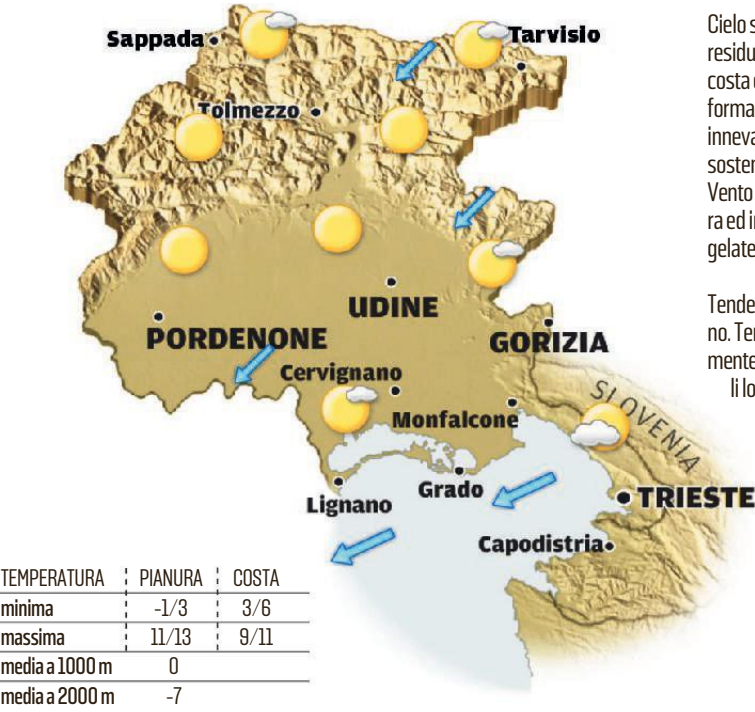 Sappada
Tarvisio
Tolmezzo
UDINE
PORDENONE
GORIZIA
Cervignano
Monfalcone
SLOVENIA
Lignano
Grado
TRIESTE
Capodistria
TEMPERATURA PIANURA COSTA
minima -1/3 3/6
massima 11/13 9/11
media a 1000 m 0
media a 2000 m -7
Cielo s
residu
costa
forma
inneva
sosten
Vento
ra ed i
gelate
Tende
no. Ten
mente
li lo